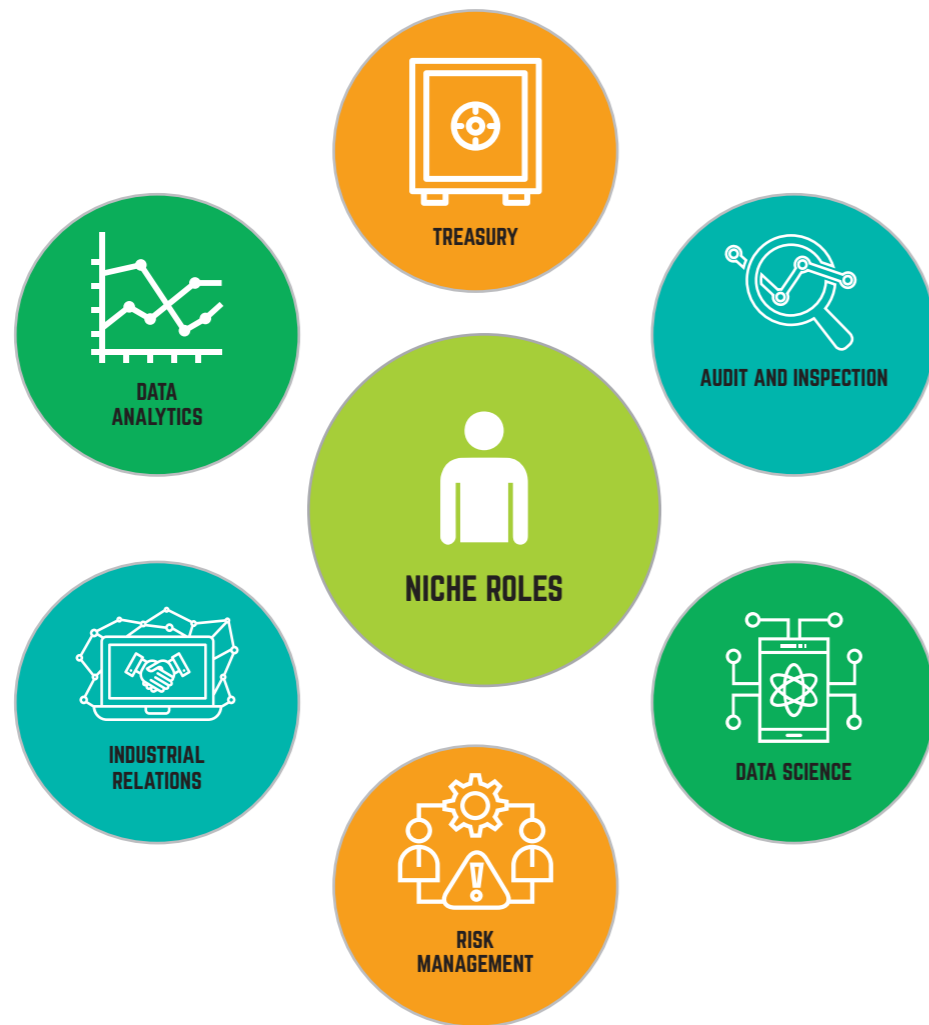 TREASURY
DATA
ANALYTICS
AUDIT AND INSPECTION
NICHE ROLES
INDUSTRIAL
RELATIONS
DATA SCIENCE
RISK
MANAGEMENT